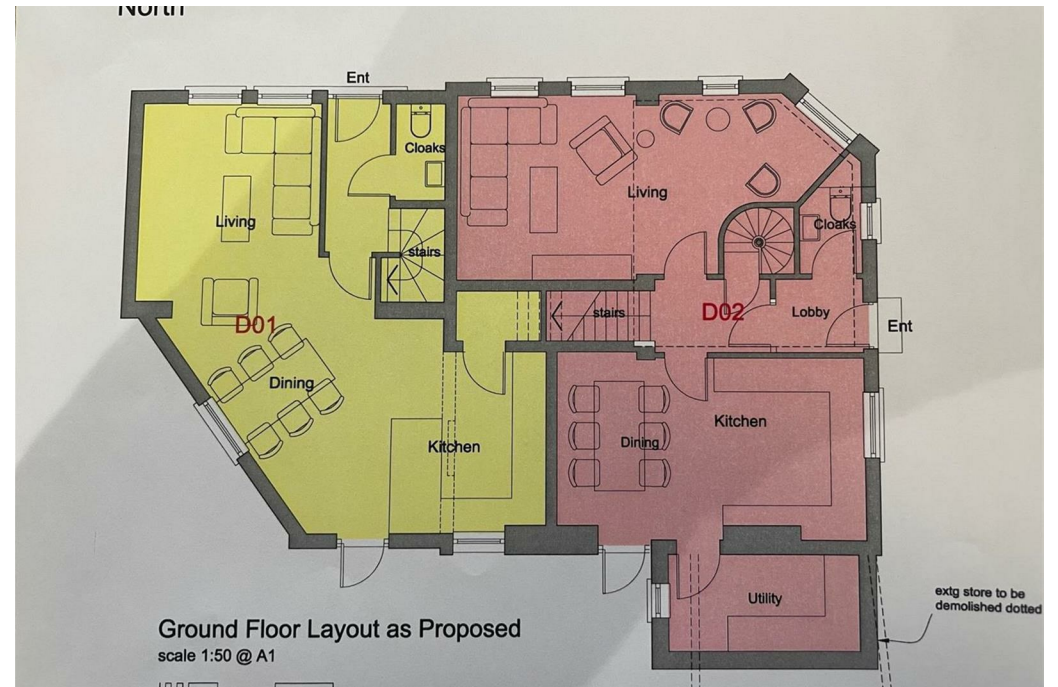 North
Ent
Cloaks
Living
stairs
D01
Dining
Kitchen
Living
Cloaks
stairs
D02
Lobby
Ent
Dining
Kitchen
Utility
extg store to be
demolished dotted
Ground Floor Layout as Proposed
scale 1:50 @ A1